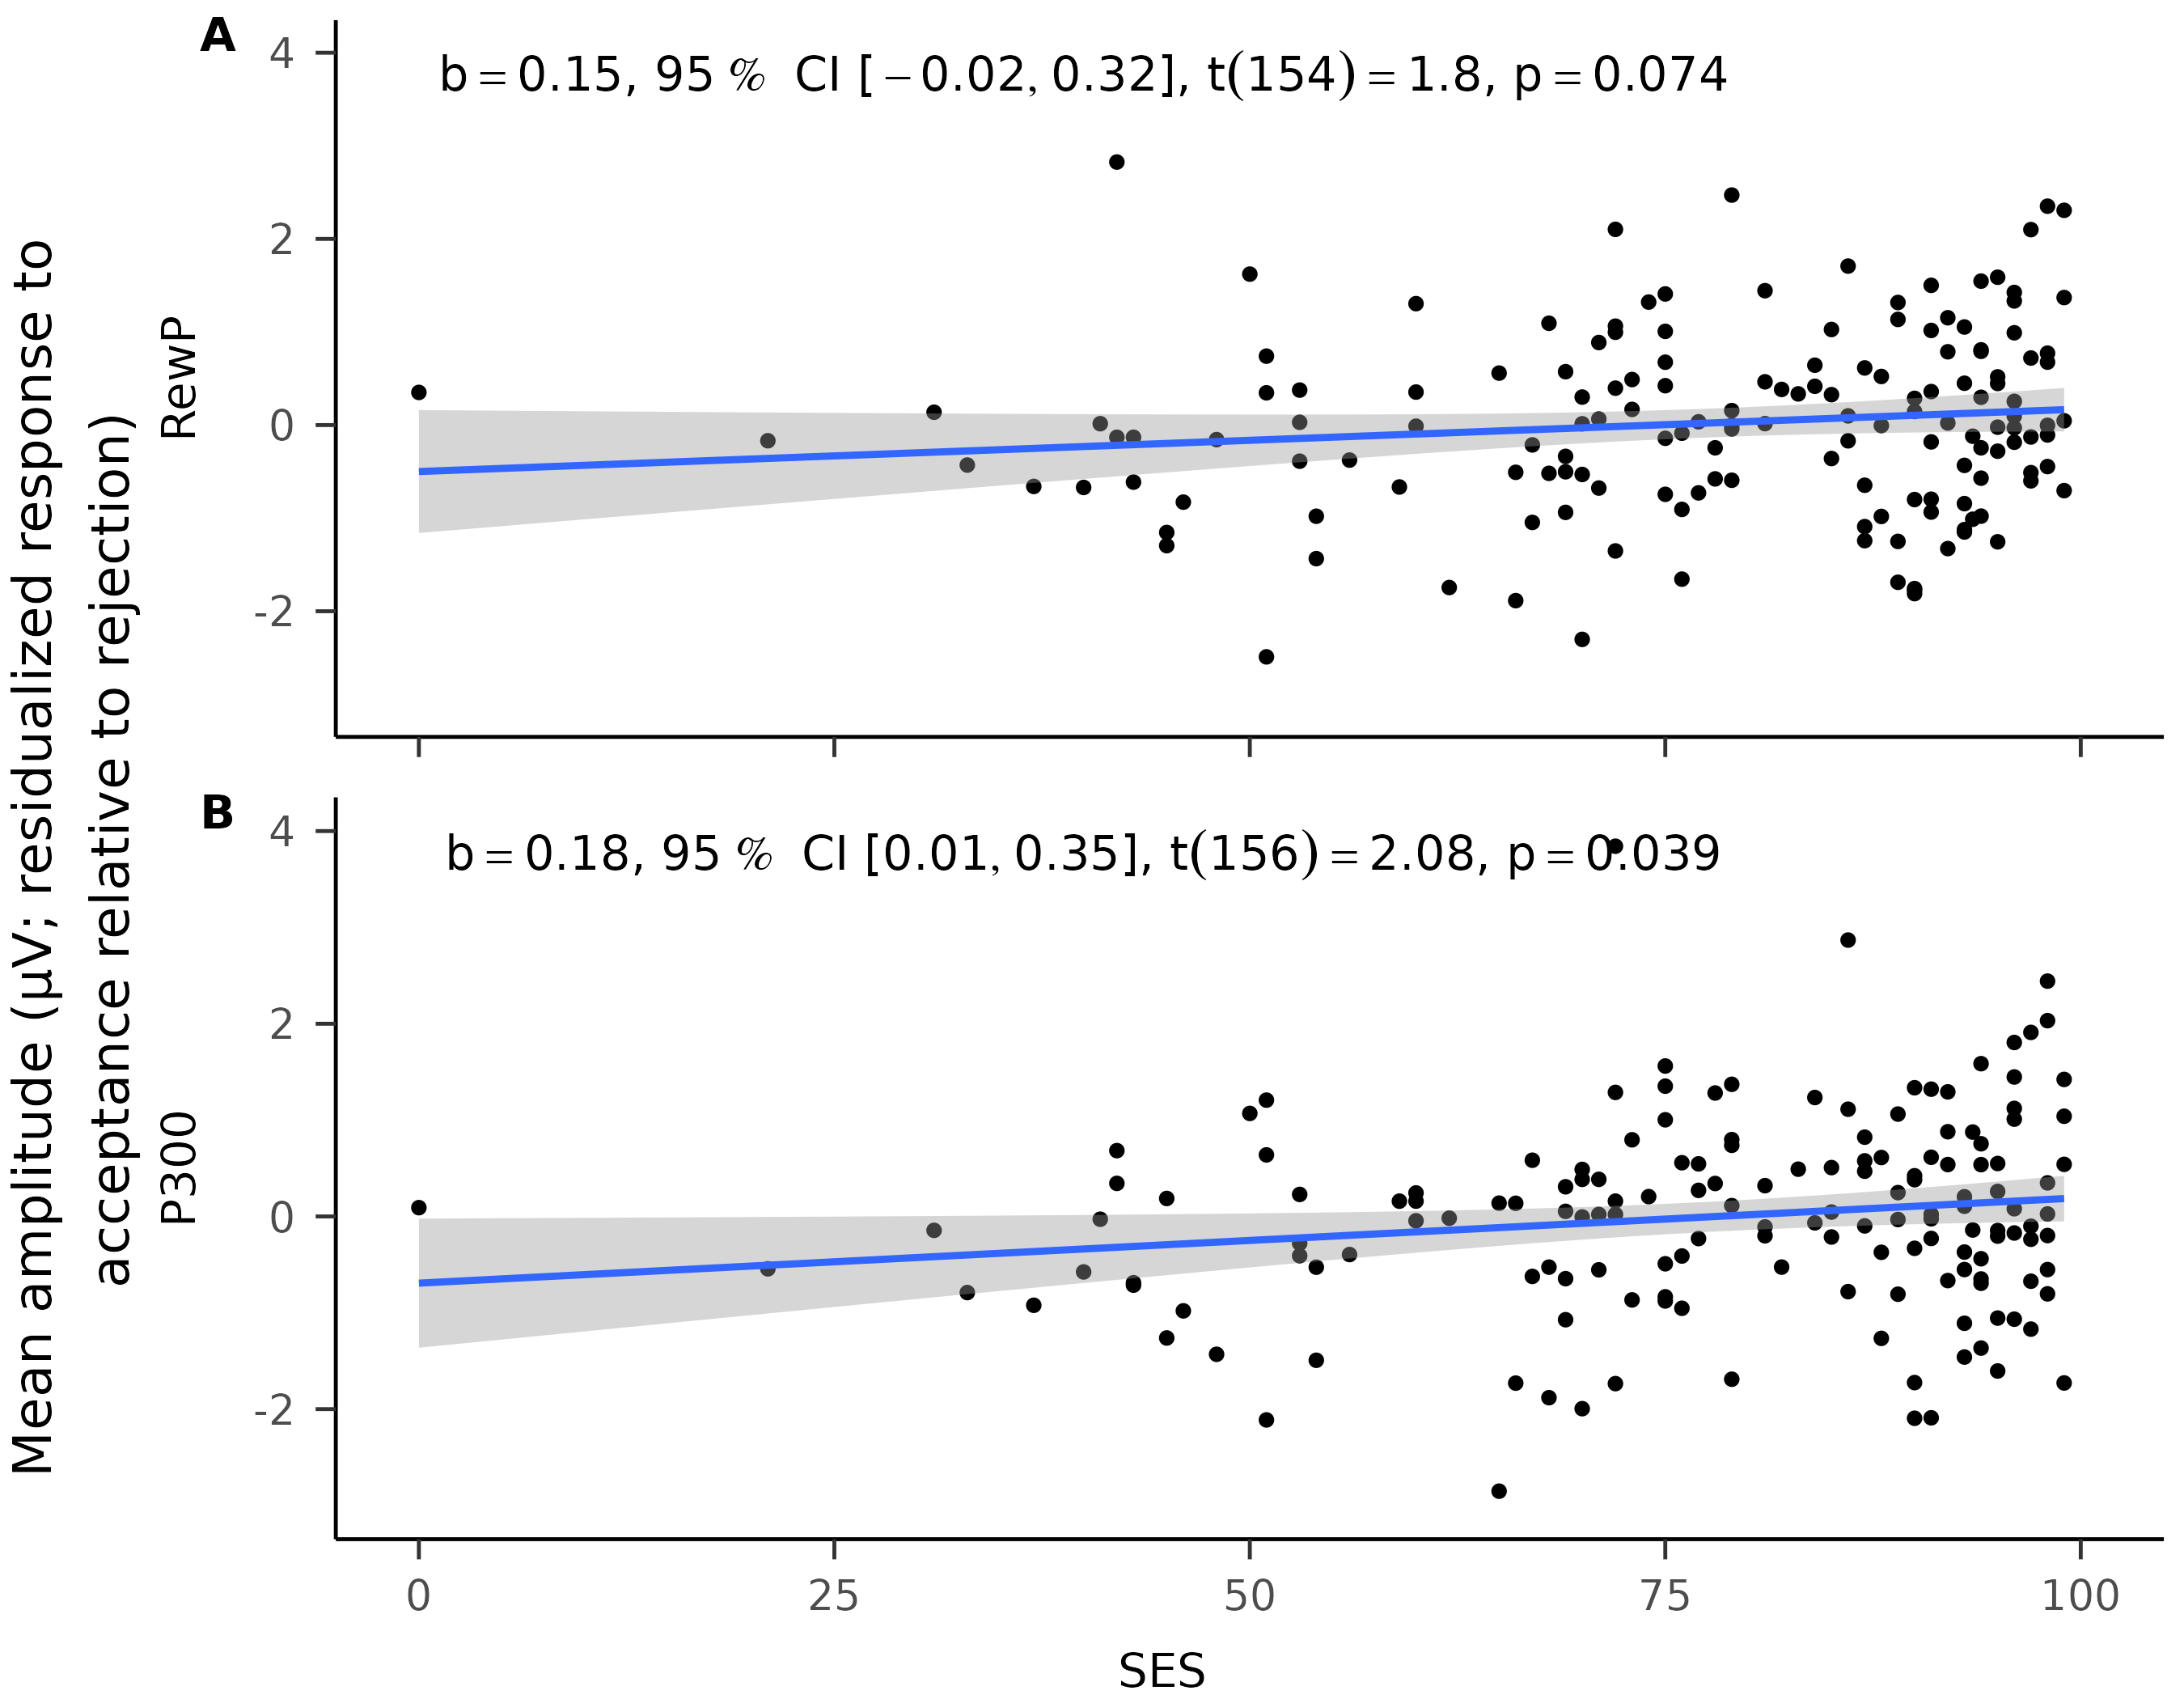 Mean amplitude (µV; residualized response to
acceptance relative to rejection)
A
RewP
4
2
0
-2
b = 0.15, 95 % CI [−0.02, 0.32], t(154) = 1.8, p = 0.074
B
P300
4
2
0
-2
b = 0.18, 95 % CI [0.01, 0.35], t(156) = 2.08, p = 0.039
0 25 50 75 100
SES